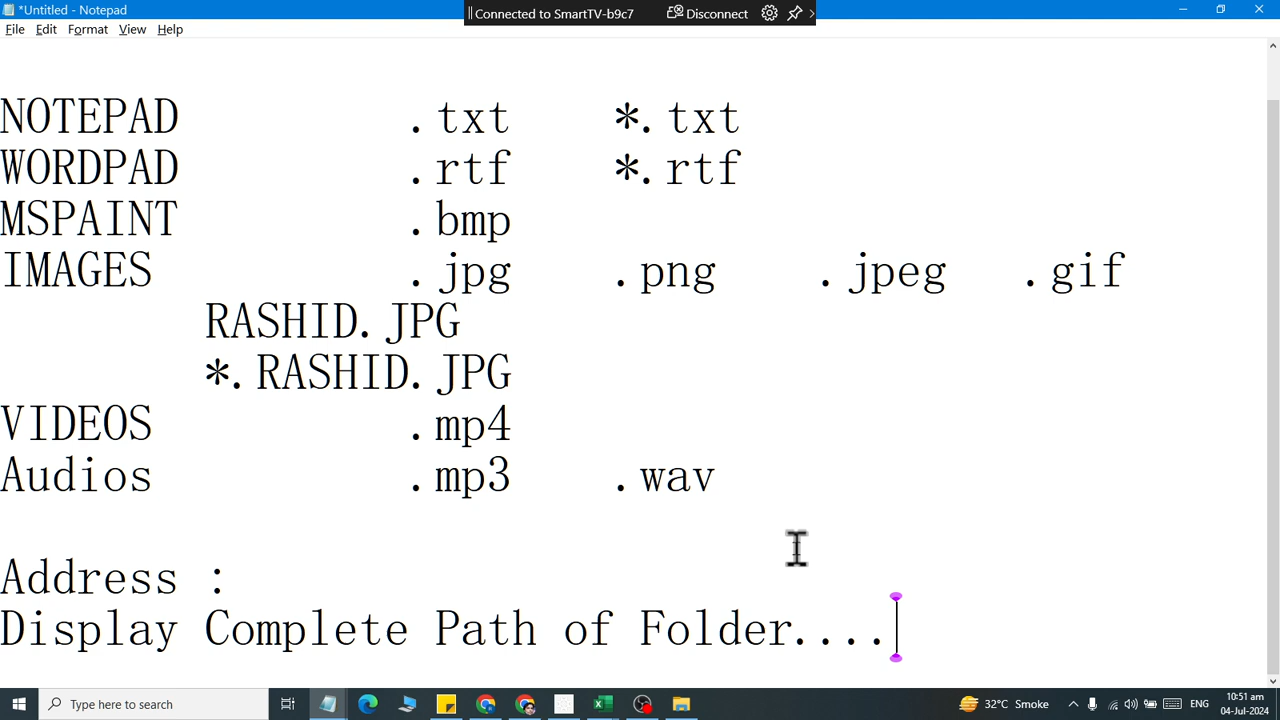 *Untitled - Notepad
Connected to SmartTV-b9c7 Disconnect
File Edit Format View Help
NOTEPAD .txt *.txt
WORDPAD .rtf *.rtf
MSPAINT .bmp
IMAGES .jpg .png .jpeg .gif
RASHID.JPG
*.RASHID.JPG
VIDEOS .mp4
Audios .mp3 .wav
Address :
Display Complete Path of Folder....
Type here to search
32°C Smoke
ENG
10:51 am
04-Jul-2024